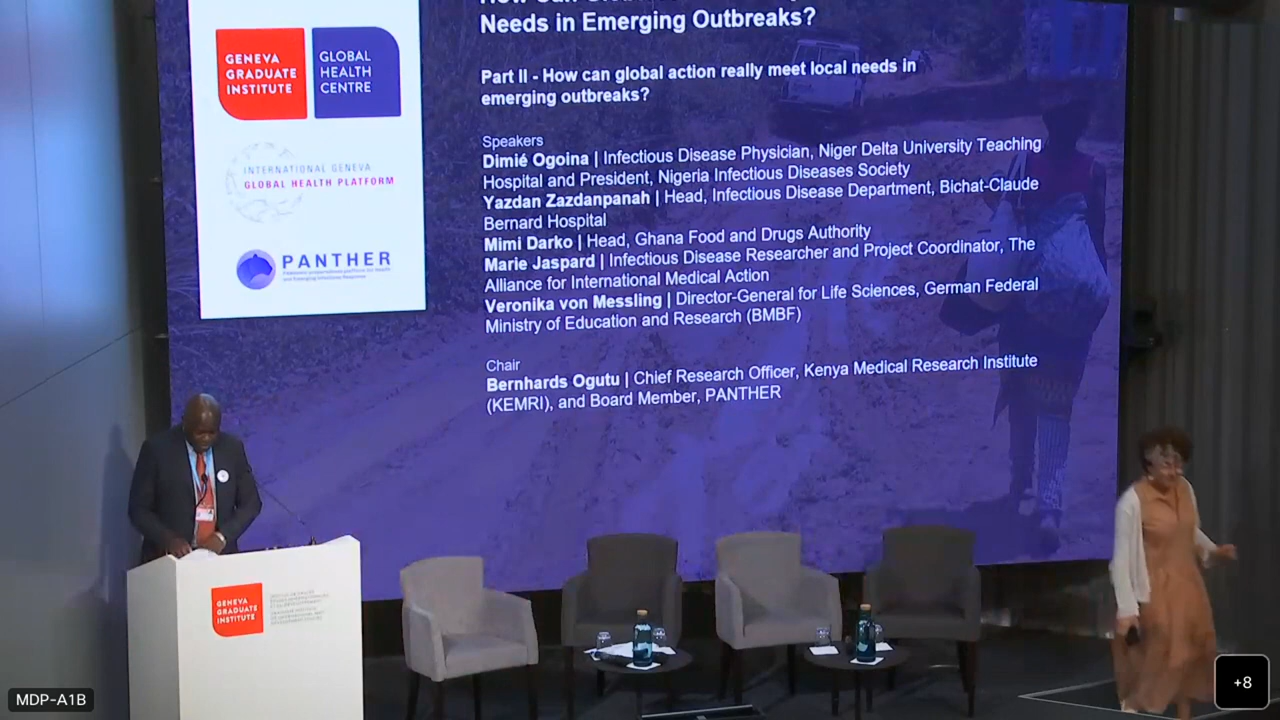 Needs in Emerging Outbreaks?
Part II - How can global action really meet local needs in
emerging outbreaks?
Speakers
Dimié Ogoina | Infectious Disease Physician, Niger Delta University Teaching
Hospital and President, Nigeria Infectious Diseases Society
Yazdan Yazdanpanah | Head, Infectious Disease Department, Bichat-Claude
Bernard Hospital
Mimi Darko | Head, Ghana Food and Drugs Authority
Marie Jaspard | Infectious Disease Researcher and Project Coordinator, The
Alliance for International Medical Action
Veronika von Messling | Director-General for Life Sciences, German Federal
Ministry of Education and Research (BMBF)
Chair
Bernhards Ogutu | Chief Research Officer, Kenya Medical Research Institute
(KEMRI), and Board Member, PANTHER
GENEVA
GRADUATE
INSTITUTE
GLOBAL
HEALTH
CENTRE
INTERNATIONAL GENEVA
GLOBAL HEALTH PLATFORM
PANTHER
GENEVA
GRADUATE
INSTITUTE
MDP-A1B
+8